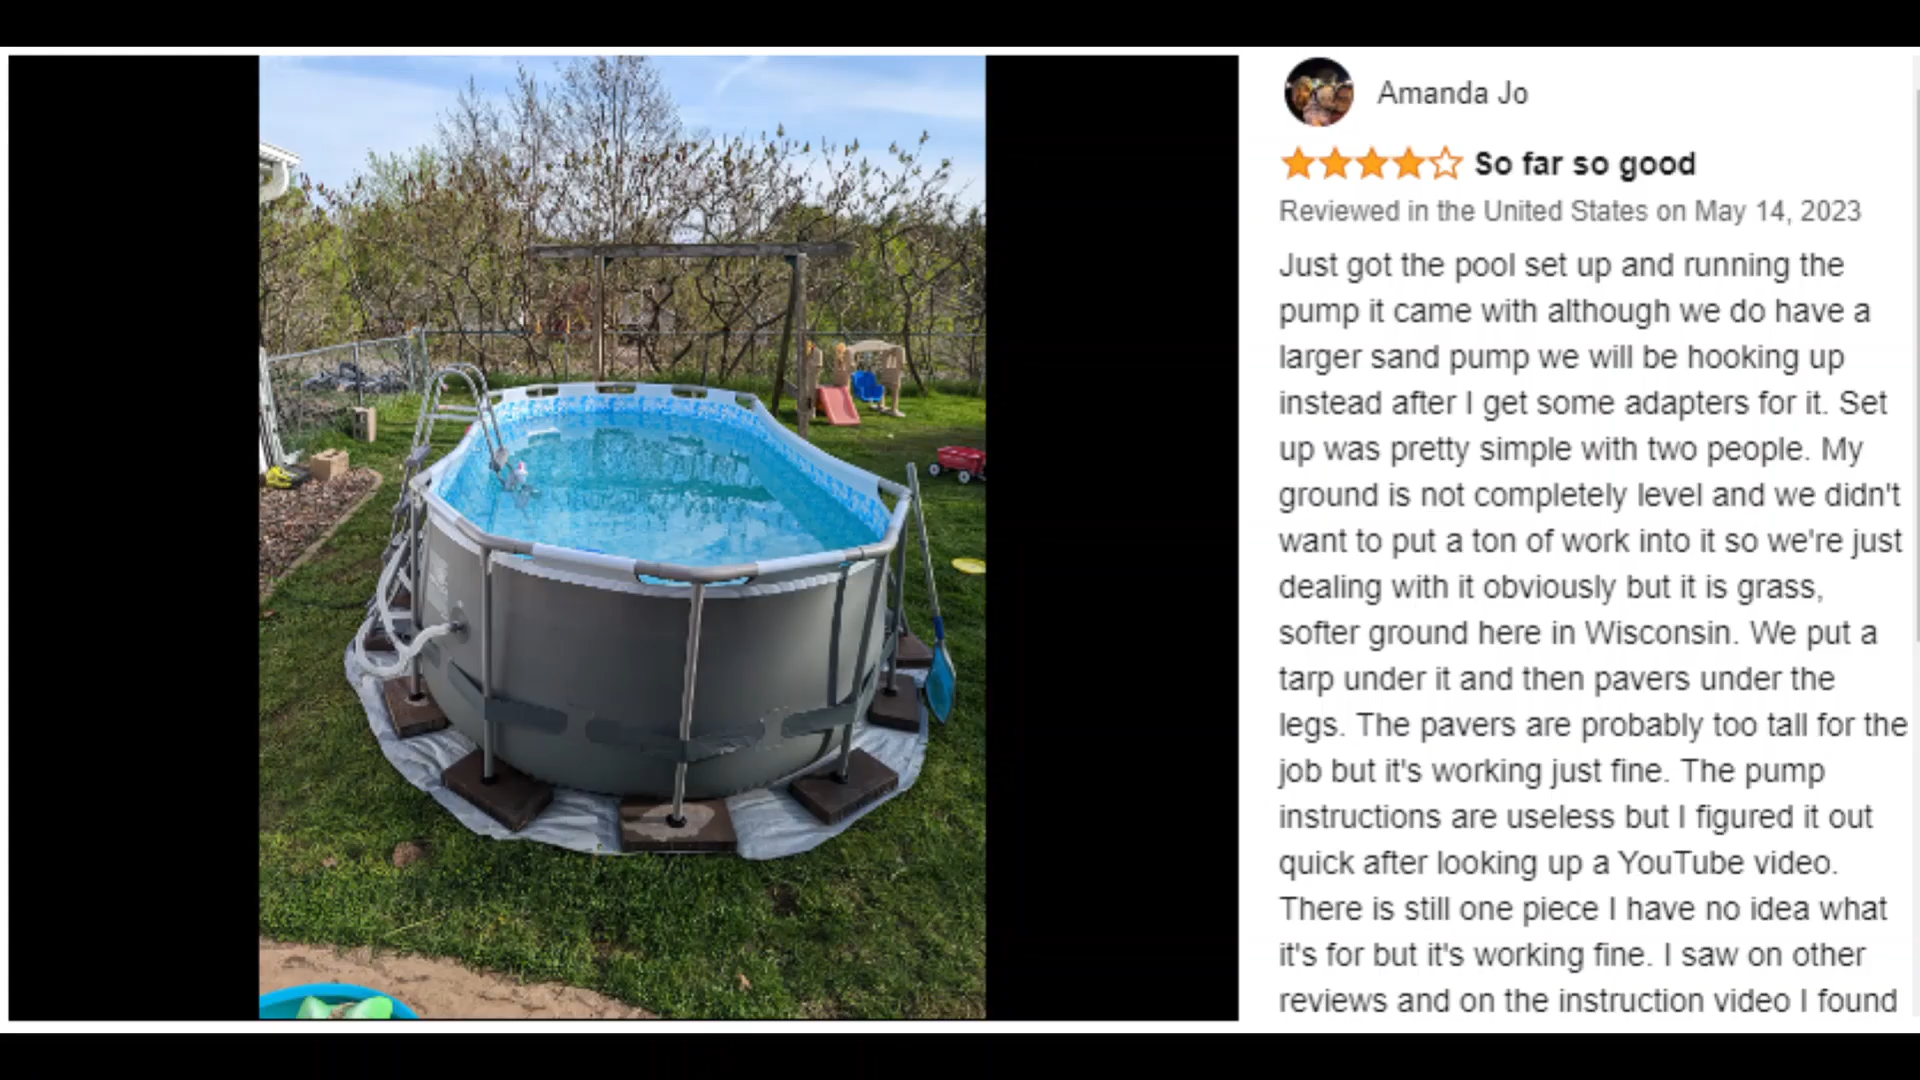 Amanda Jo
So far so good
Reviewed in the United States on May 14, 2023
Just got the pool set up and running the
pump it came with although we do have a
larger sand pump we will be hooking up
instead after I get some adapters for it. Set
up was pretty simple with two people. My
ground is not completely level and we didn't
want to put a ton of work into it so we're just
dealing with it obviously but it is grass,
softer ground here in Wisconsin. We put a
tarp under it and then pavers under the
legs. The pavers are probably too tall for the
job but it's working just fine. The pump
instructions are useless but I figured it out
quick after looking up a YouTube video.
There is still one piece I have no idea what
it's for but it's working fine. I saw on other
reviews and on the instruction video I found